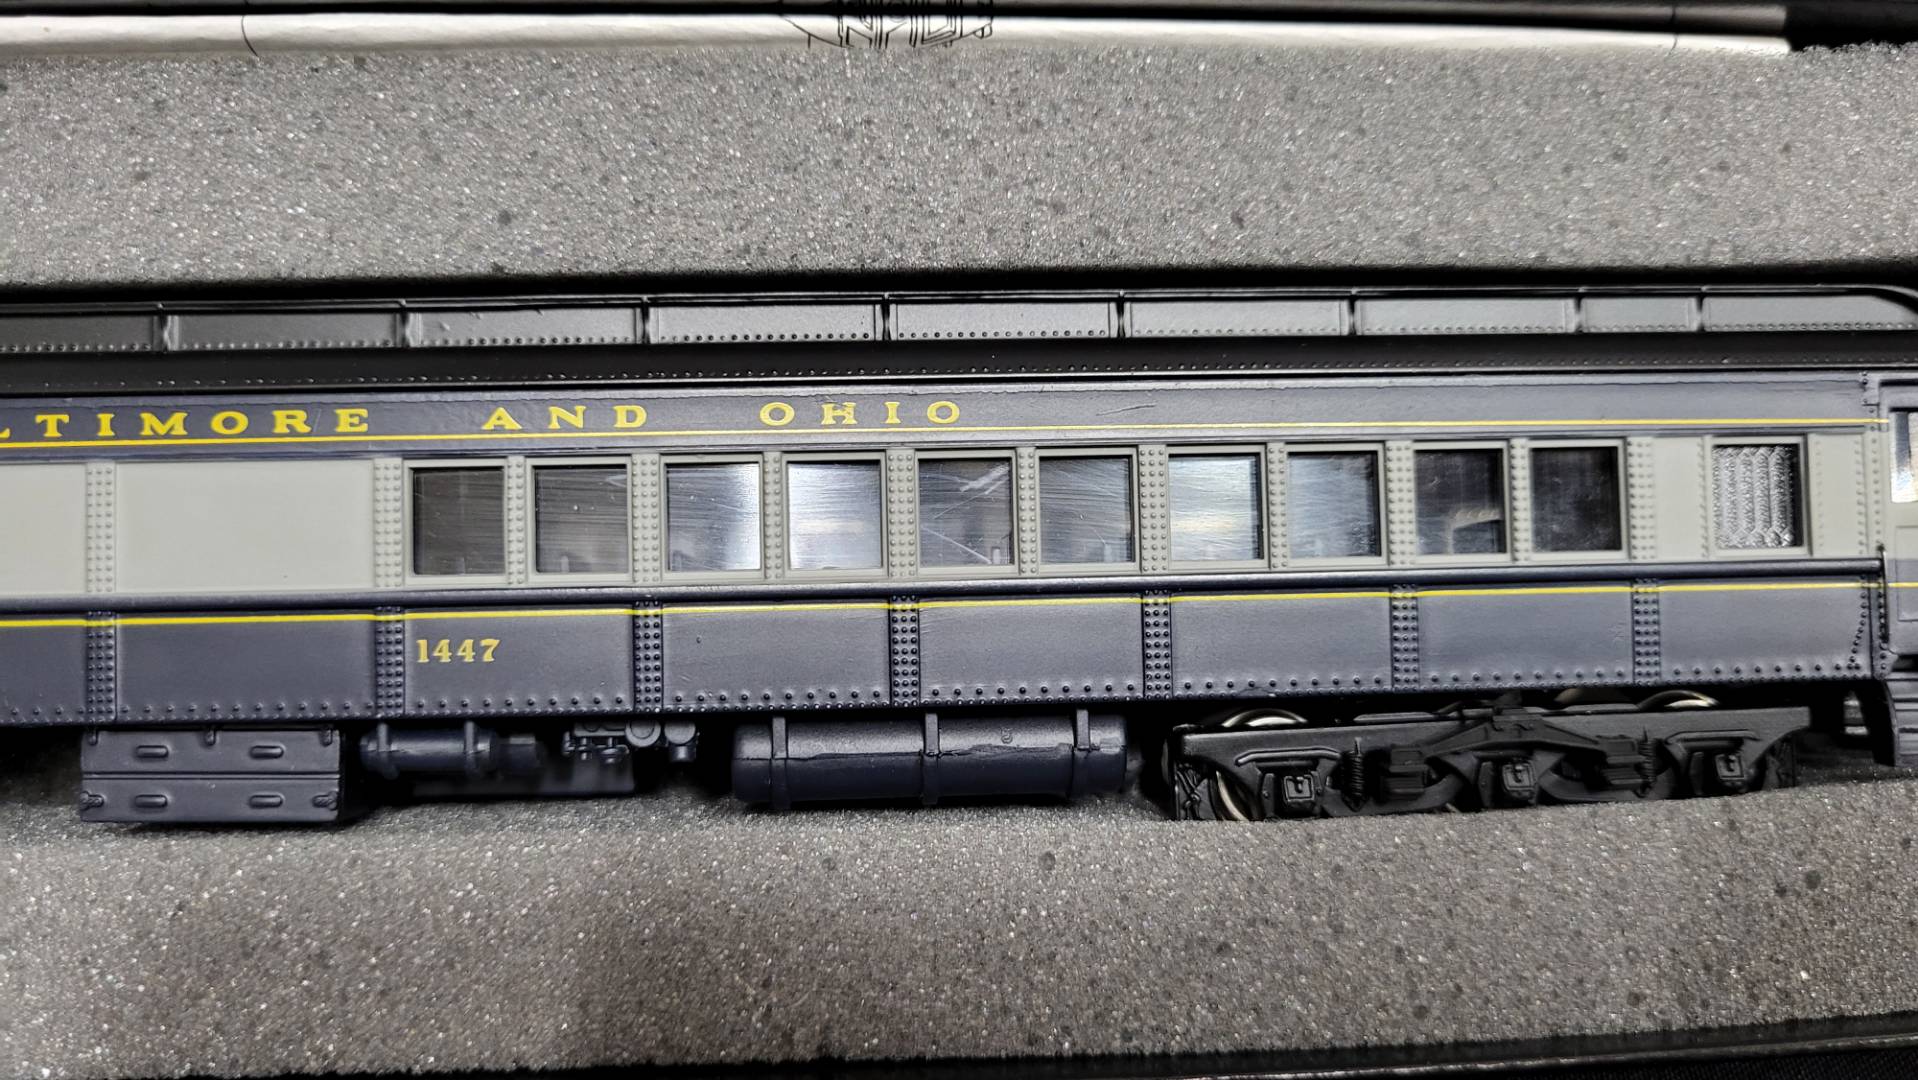 LTIMORE AND OHIO
1447